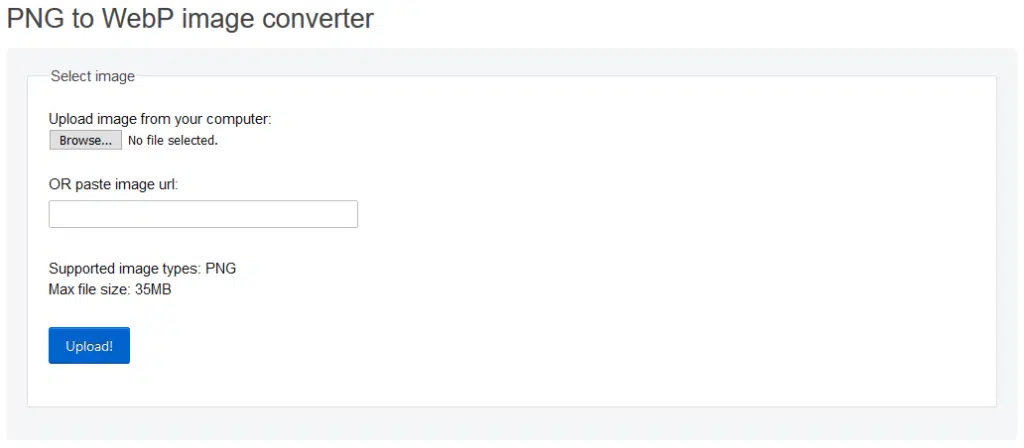 PNG to WebP image converter
Select image
Upload image from your computer:
Browse... No file selected.
OR paste image url:
Supported image types: PNG
Max file size: 35MB
Upload!